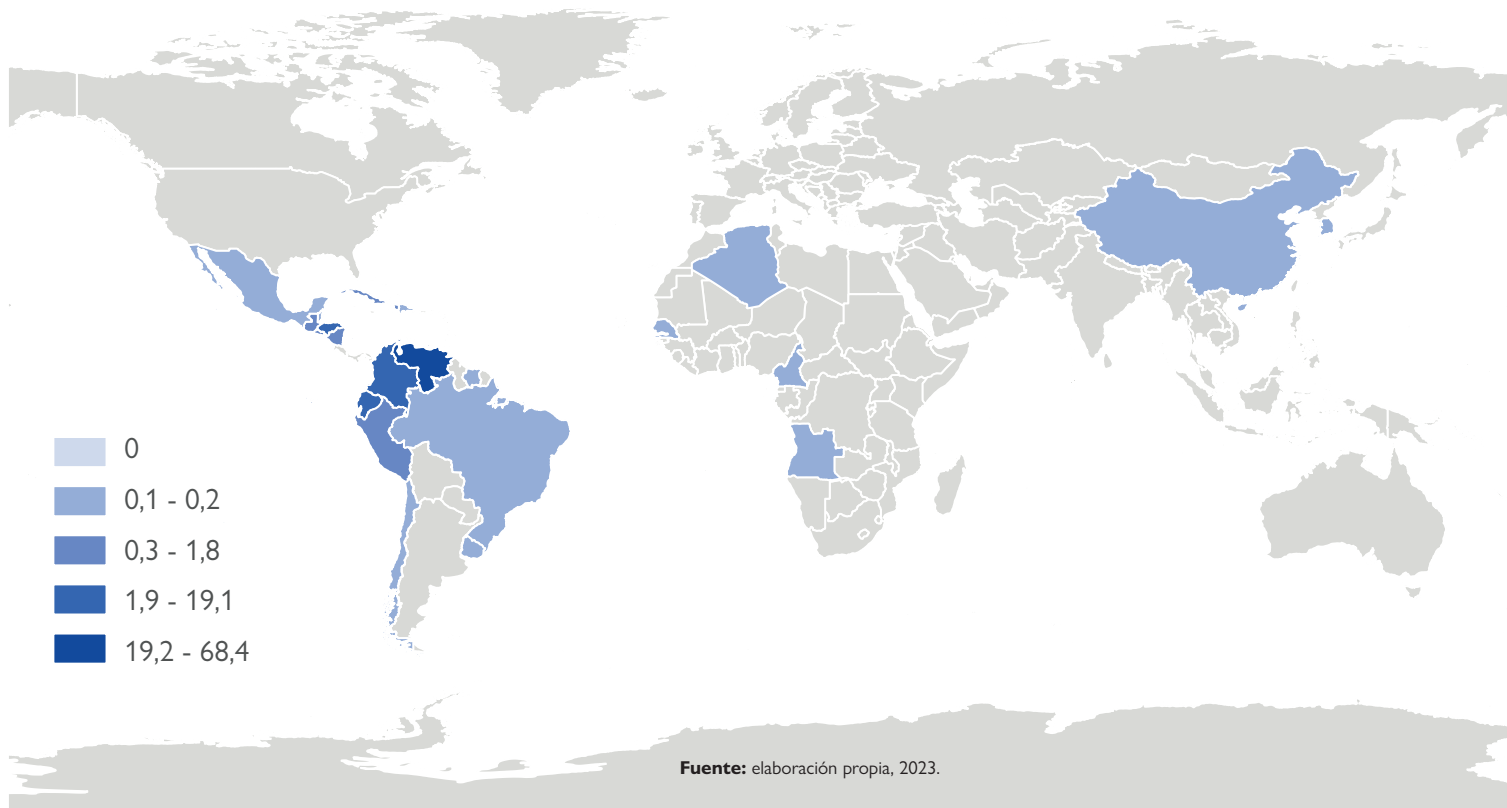 0
0,1 - 0,2
0,3 - 1,8
1,9 - 19,1
19,2 - 68,4
Fuente: elaboración propia, 2023.